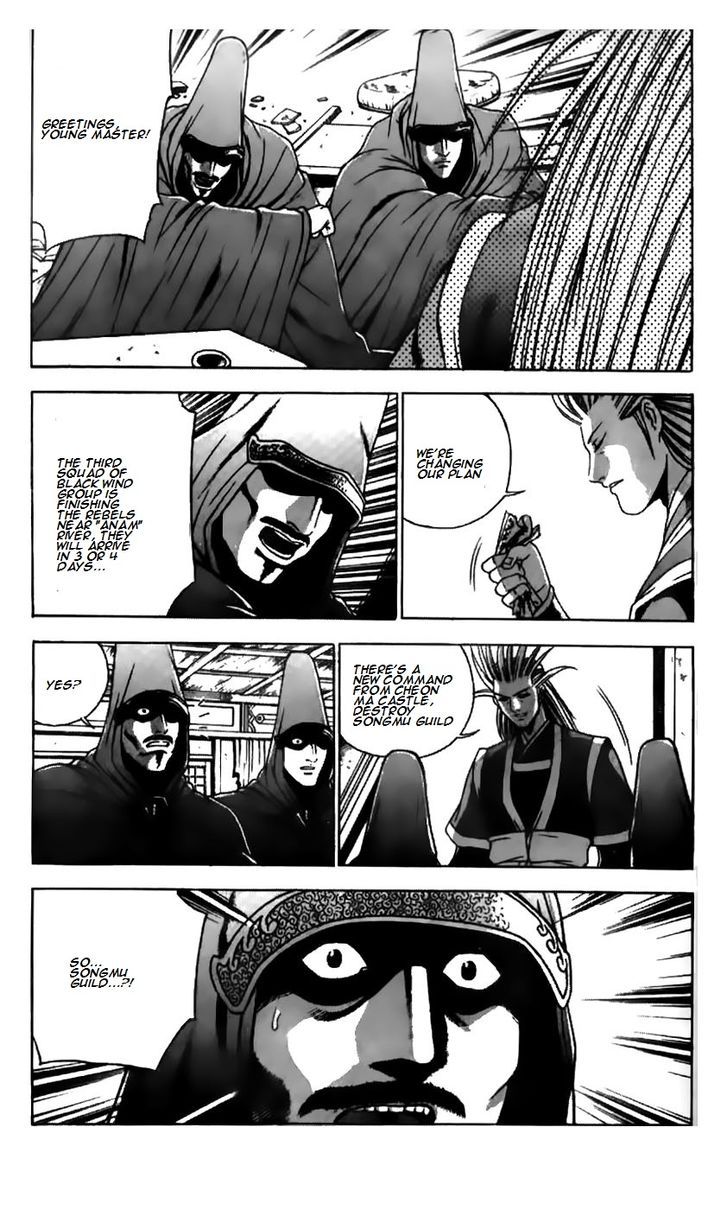 GREETINGS,
YOUNG MASTER!
THE THIRD
SQUAD OF
BLACK WIND
GROUP IS
FINISHING
THE REBELS
NEAR "ANAM"
RIVER, THEY
WILL ARRIVE
IN 3 OR 4
DAYS...
WE'RE
CHANGING
OUR PLAN
YES?
THERE'S A
NEW COMMAND
FROM CHEON
MA CASTLE,
DESTROY
SONGMU GUILD
SO...
SONGMU
GUILD...?!